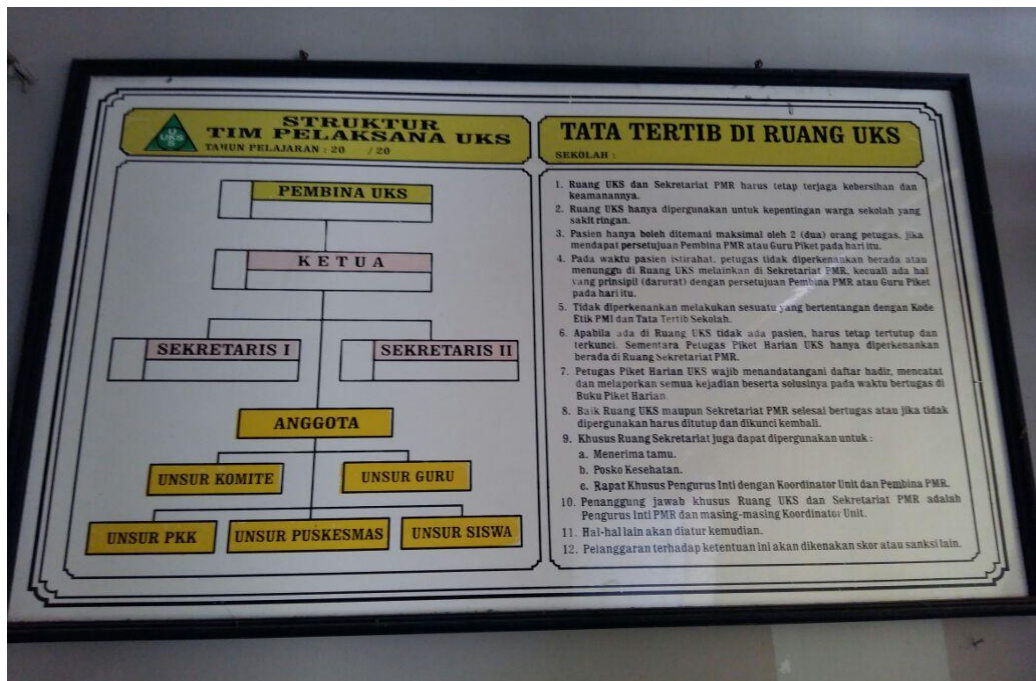 UKS
STRUKTUR
TIM PELAKSANA UKS
TAHUN PELAJARAN : 20 / 20
PEMBINA UKS
KETUA
SEKRETARIS I
SEKRETARIS II
ANGGOTA
UNSUR KOMITE
UNSUR GURU
UNSUR PKK
UNSUR PUSKESMAS
UNSUR SISWA
TATA TERTIB DI RUANG UKS
SEKOLAH :
1. Ruang UKS dan Sekretariat PMR harus tetap terjaga kebersihan dan
keamanannya.
2. Ruang UKS hanya dipergunakan untuk kepentingan warga sekolah yang
sakit ringan.
3. Pasien hanya boleh ditemani maksimal oleh 2 (dua) orang petugas, jika
mendapat persetujuan Pembina PMR atau Guru Piket pada hari itu.
4. Pada waktu pasien istirahat, petugas tidak diperkenankan berada atau
menunggu di Ruang UKS melainkan di Sekretariat PMR, kecuali ada hal
yang prinsipil (darurat) dengan persetujuan Pembina PMR atau Guru Piket
pada hari itu.
5. Tidak diperkenankan melakukan sesuatu yang bertentangan dengan Kode
Etik PMI dan Tata Tertib Sekolah.
6. Apabila ada di Ruang UKS tidak ada pasien, harus tetap tertutup dan
terkunci. Sementara Petugas Piket Harian UKS hanya diperkenankan
berada di Ruang Sekretariat PMR.
7. Petugas Piket Harian UKS wajib menandatangani daftar hadir, mencatat
dan melaporkan semua kejadian beserta solusinya pada waktu bertugas di
Buku Piket Harian.
8. Baik Ruang UKS maupun Sekretariat PMR selesai bertugas atau jika tidak
dipergunakan harus ditutup dan dikunci kembali.
9. Khusus Ruang Sekretariat juga dapat dipergunakan untuk :
a. Menerima tamu.
b. Posko Kesehatan.
c. Rapat Khusus Pengurus Inti dengan Koordinator Unit dan Pembina PMR.
10. Penanggung jawab khusus Ruang UKS dan Sekretariat PMR adalah
Pengurus Inti PMR dan masing-masing Koordinator Unit.
11. Hal-hal lain akan diatur kemudian.
12. Pelanggaran terhadap ketentuan ini akan dikenakan skor atau sanksi lain.